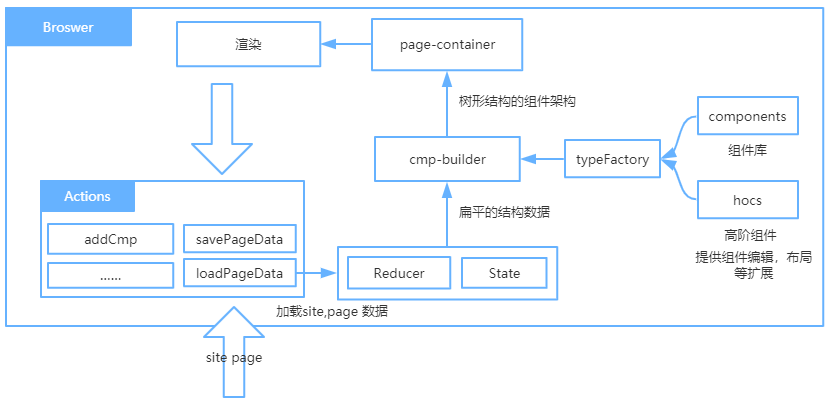 Broswer
渲染
page-container
树形结构的组件架构
components
组件库
cmp-builder
typeFactory
hocs
高阶组件
提供组件编辑，布局
等扩展
扁平的结构数据
Actions
addCmp
savePageData
......
loadPageData
Reducer
State
加载site,page 数据
site page